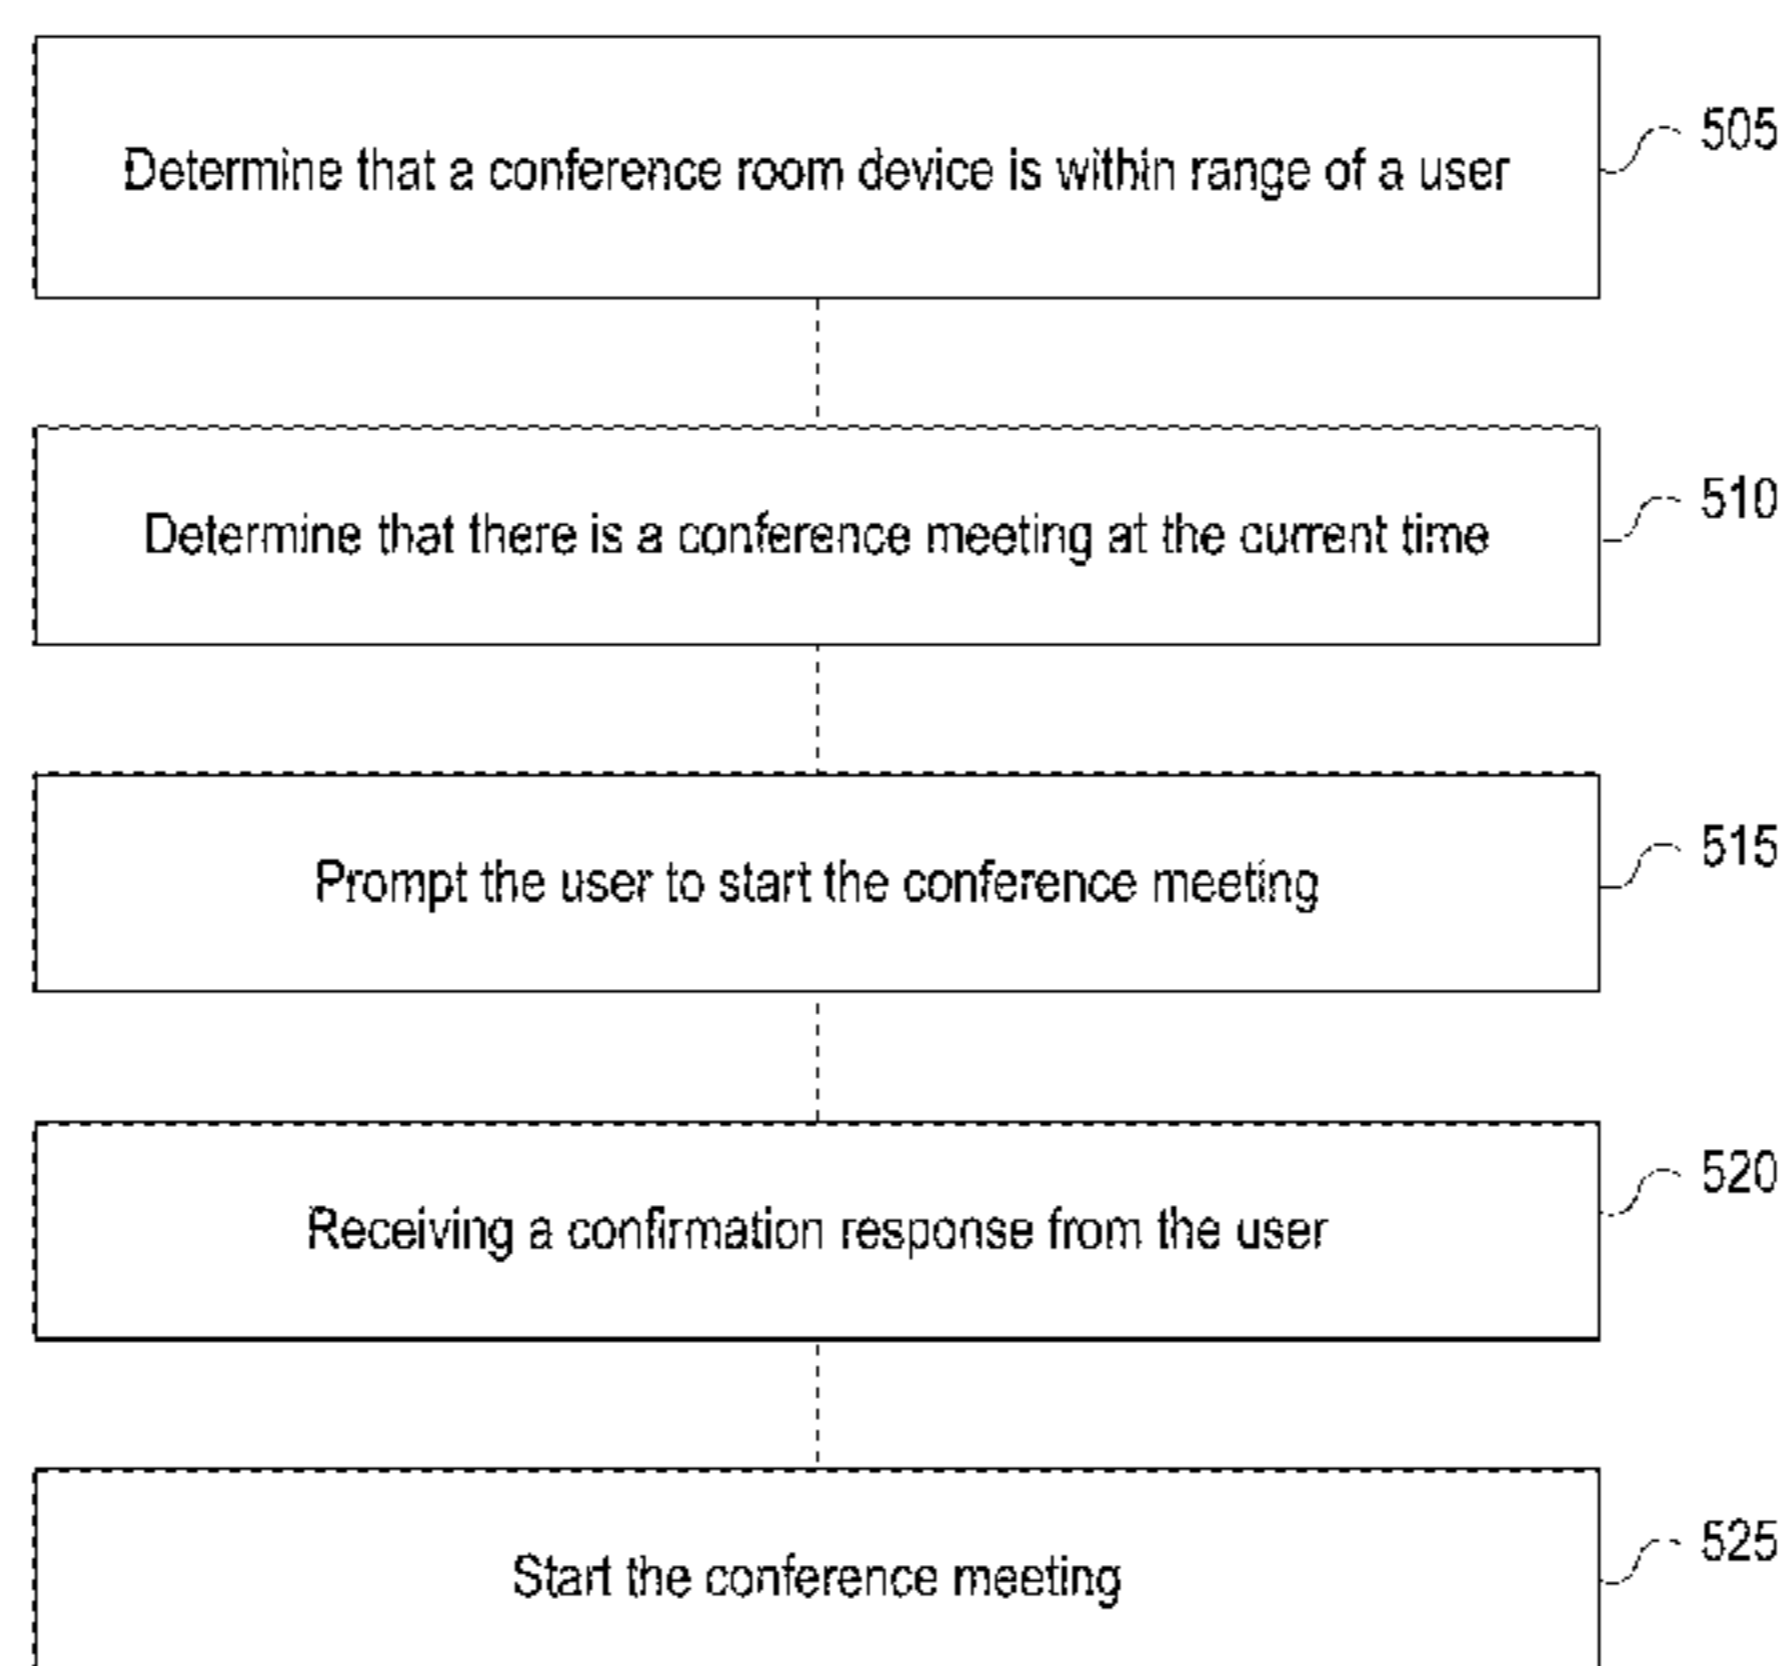 Determine that a conference room device is within range of a user
505
Determine that there is a conference meeting at the current time
510
Prompt the user to start the conference meeting
515
Receiving a confirmation response from the user
520
Start the conference meeting
525